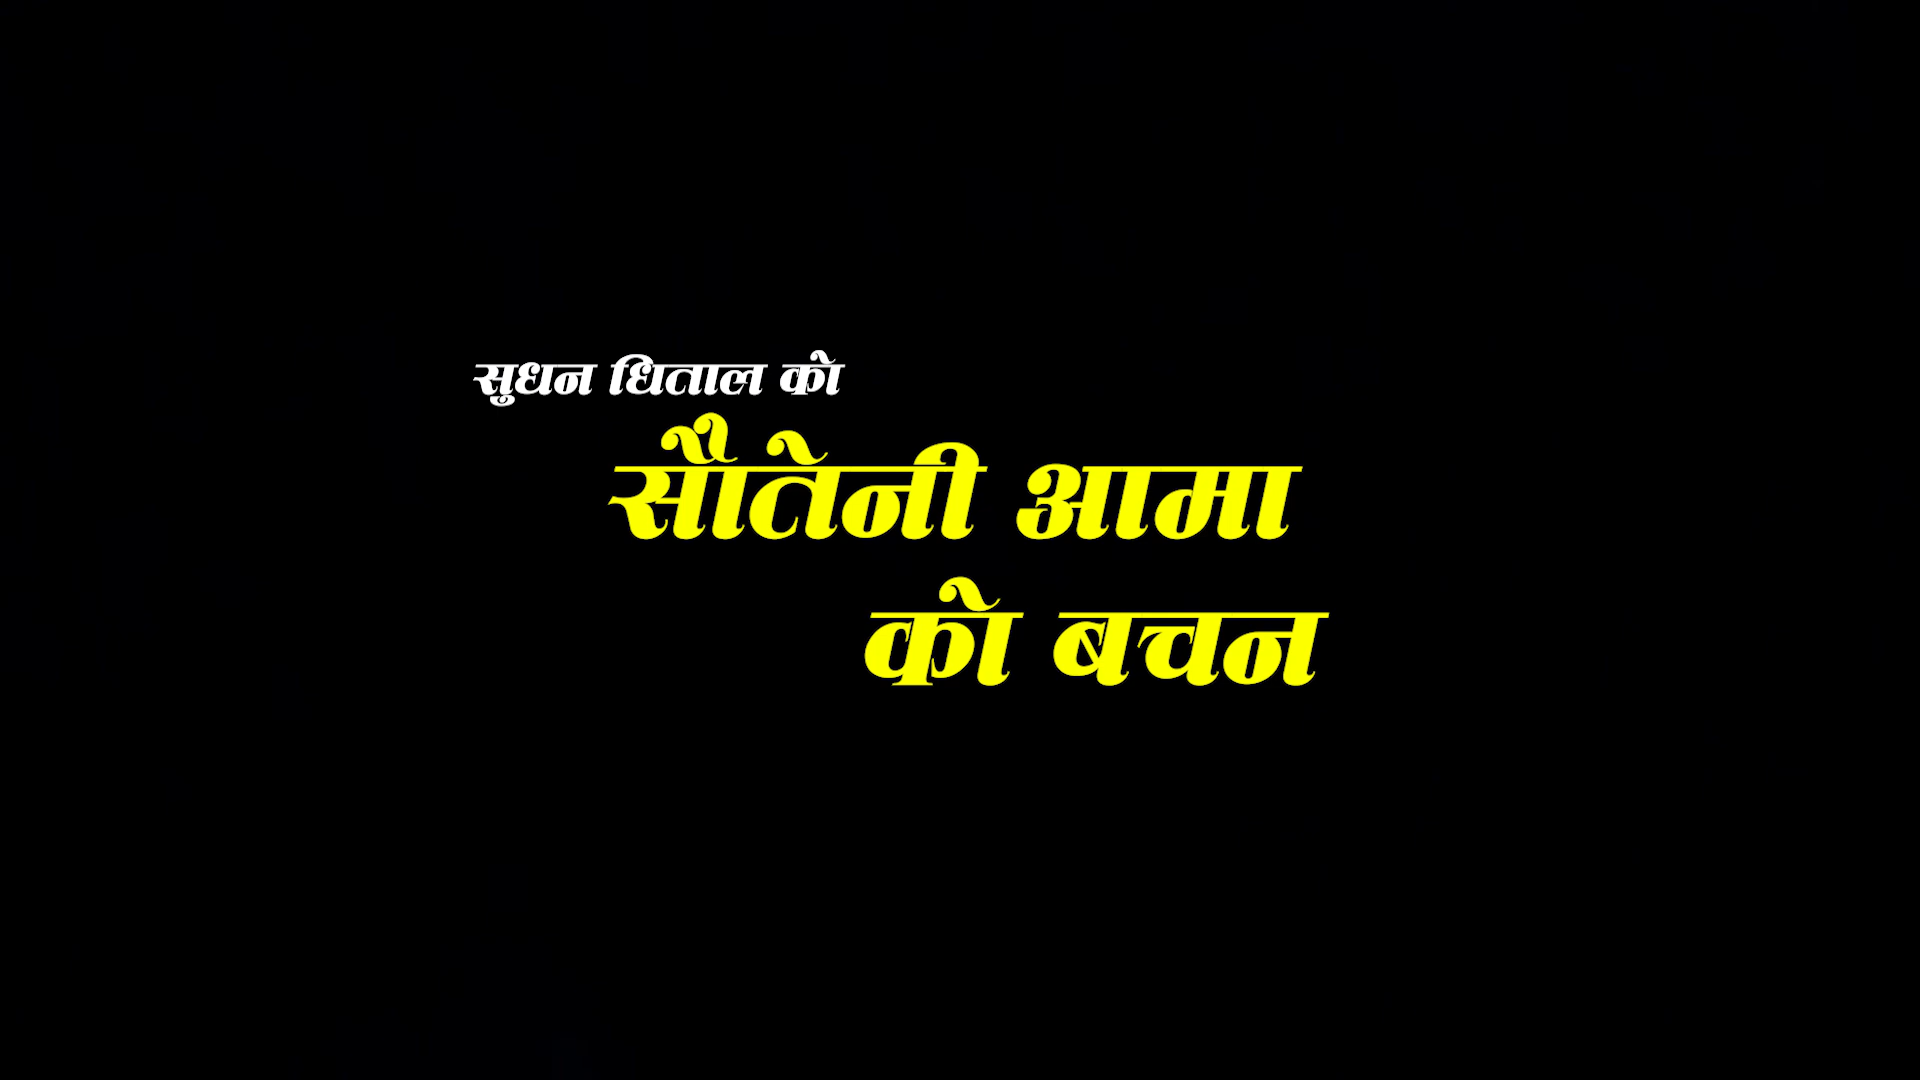 सुधन धिताल को
सौतेनी आमा
को बचन